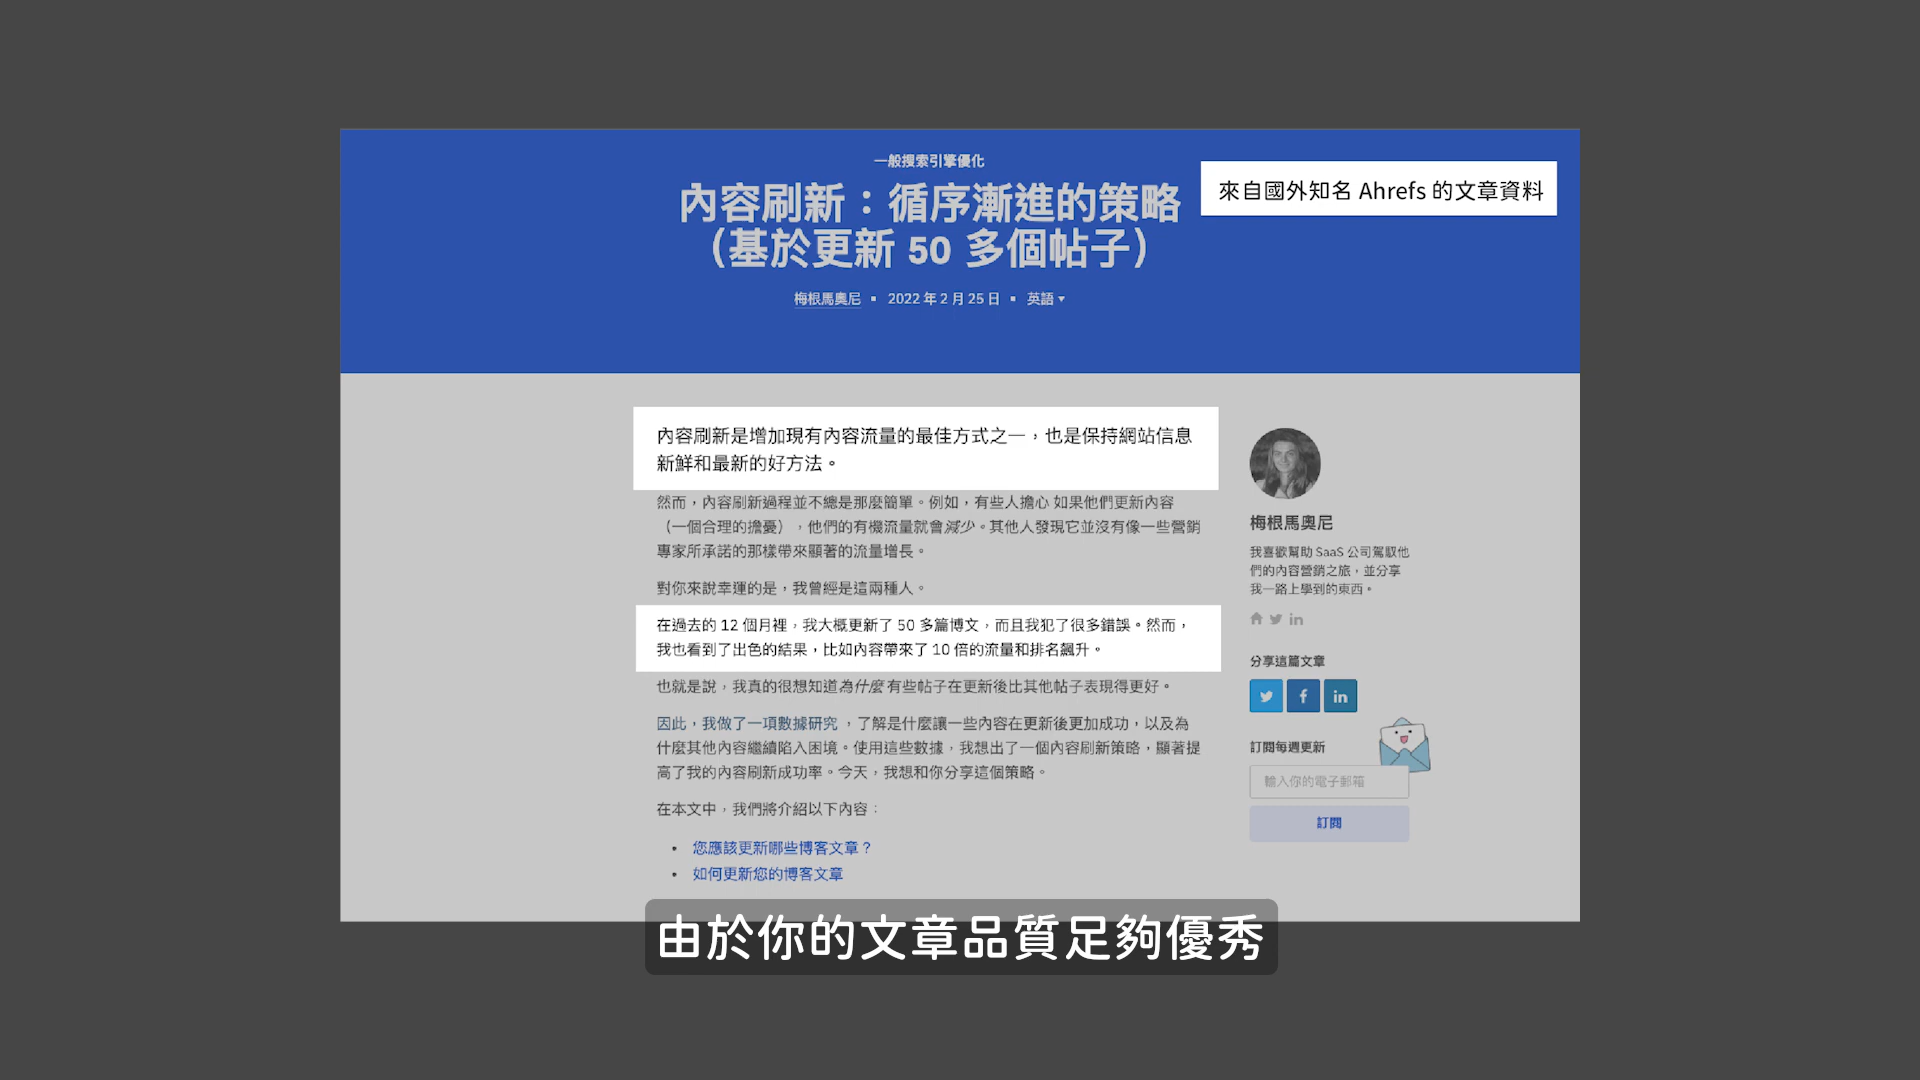 一般搜索引擎優化
內容刷新：循序漸進的策略
（基於更新 50 多個帖子）
梅根馬奧尼 ▪ 2022 年 2 月 25 日 ▪ 英語 ▾
來自國外知名 Ahrefs 的文章資料
內容刷新是增加現有內容流量的最佳方式之一，也是保持網站信息
新鮮和最新的好方法。
然而，內容刷新過程並不總是那麼簡單。例如，有些人擔心 如果他們更新內容
（一個合理的擔憂），他們的有機流量就會減少。其他人發現它並沒有像一些營銷
專家所承諾的那樣帶來顯著的流量增長。
對你來說幸運的是，我曾經是這兩種人。
在過去的 12 個月裡，我大概更新了 50 多篇博文，而且我犯了很多錯誤。然而，
我也看到了出色的結果，比如內容帶來了 10 倍的流量和排名飆升。
也就是說，我真的很想知道為什麼 有些帖子在更新後比其他帖子表現得更好。
因此，我做了一項數據研究 ，了解是什麼讓一些內容在更新後更加成功，以及為
什麼其他內容繼續陷入困境。使用這些數據，我想出了一個內容刷新策略，顯著提
高了我的內容刷新成功率。今天，我想和你分享這個策略。
在本文中，我們將介紹以下內容：
• 您應該更新哪些博客文章？
• 如何更新您的博客文章
梅根馬奧尼
我喜歡幫助 SaaS 公司駕馭他
們的內容營銷之旅，並分享
我一路上學到的東西。
分享這篇文章
訂閱每週更新
輸入你的電子郵箱
訂閱
由於你的文章品質足夠優秀